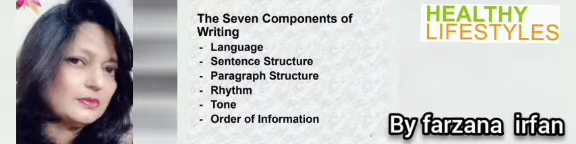 The Seven Components of
Writing
- Language
- Sentence Structure
- Paragraph Structure
- Rhythm
- Tone
- Order of Information
HEALTHY
LIFESTYLES
By farzana irfan